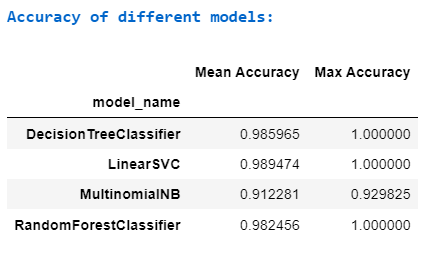 Accuracy of different models:
Mean Accuracy Max Accuracy
model_name
DecisionTreeClassifier 0.985965 1.000000
LinearSVC 0.989474 1.000000
MultinomialNB 0.912281 0.929825
RandomForestClassifier 0.982456 1.000000